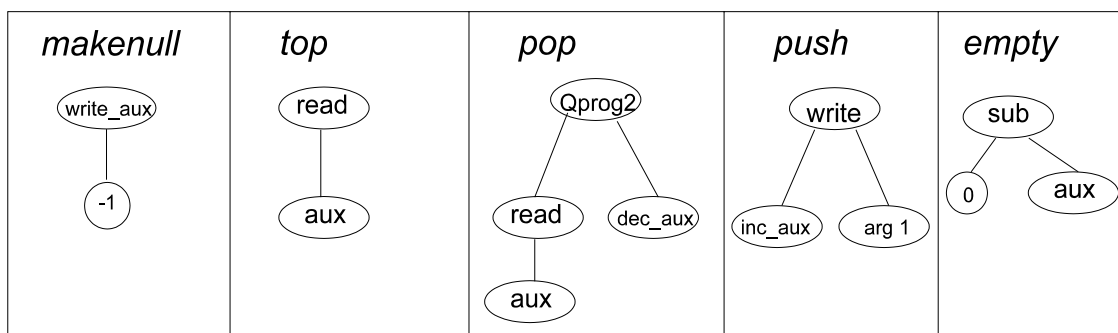 makenull
top
pop
push
empty
write_aux
-1
read
aux
Qprog2
read
dec_aux
aux
write
inc_aux
arg 1
sub
0
aux